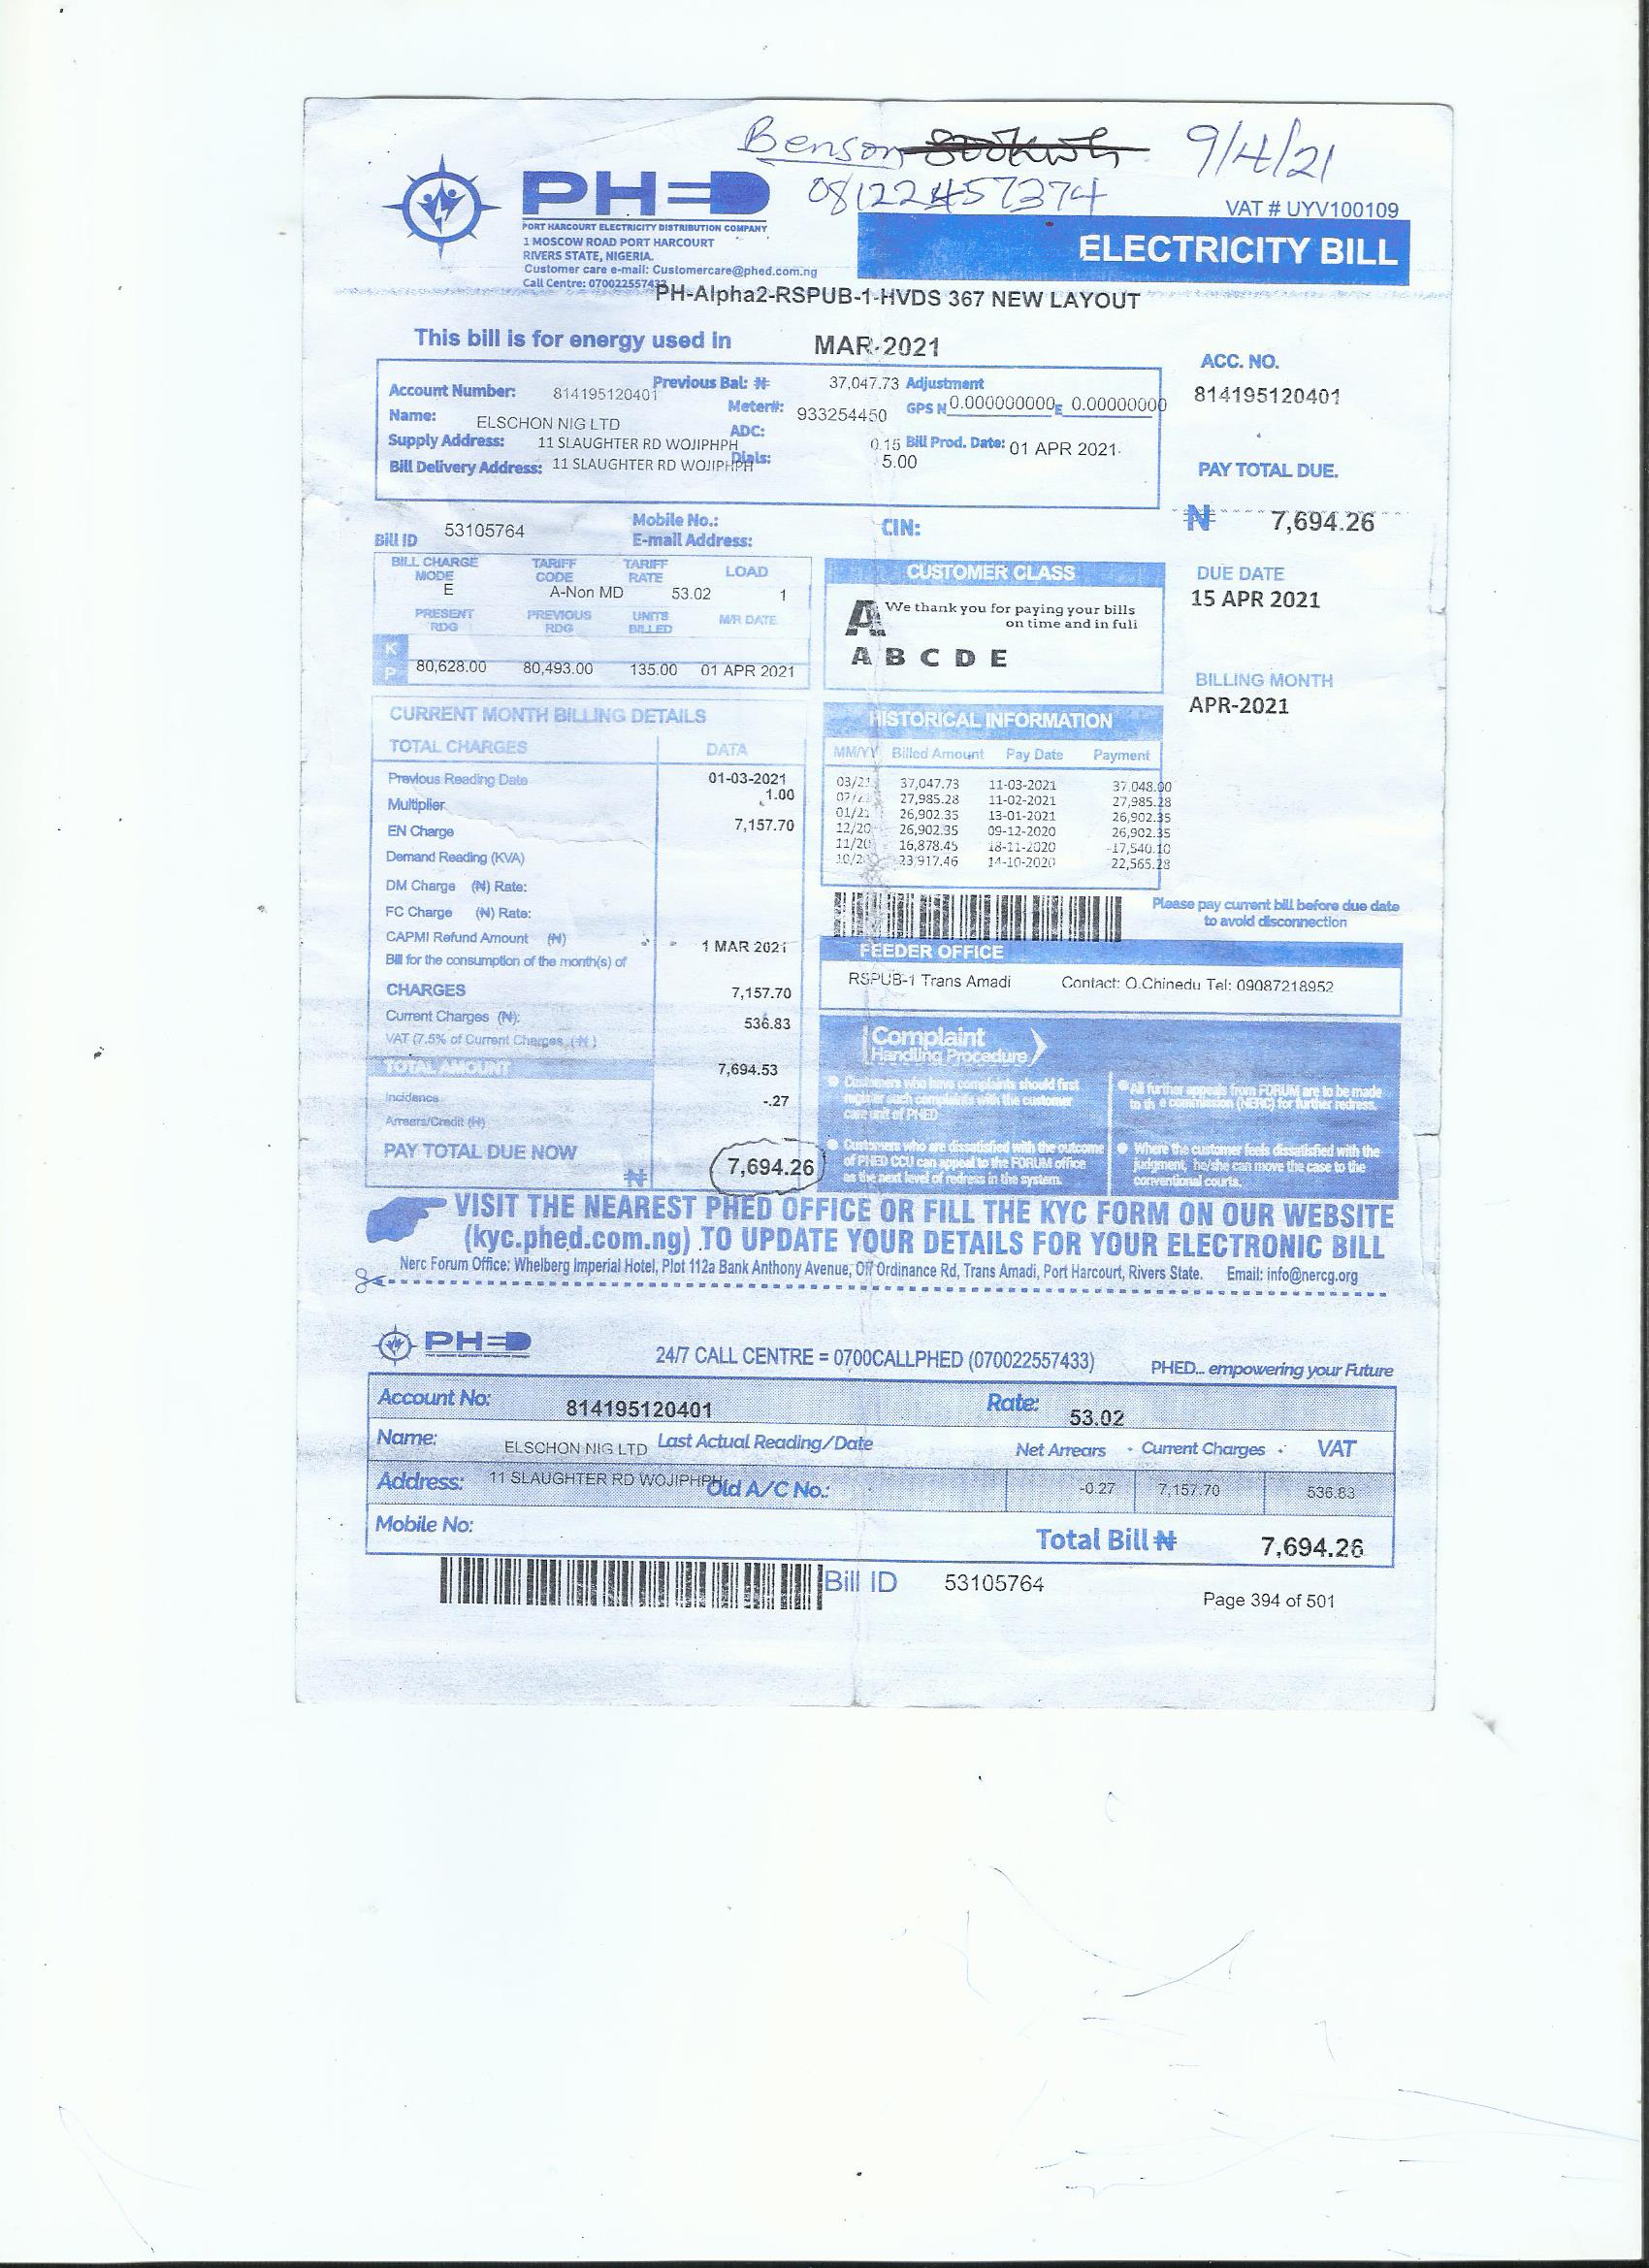 Benson 9/4/21
08122457374
PHED
PORT HARCOURT ELECTRICITY DISTRIBUTION COMPANY
1 MOSCOW ROAD PORT HARCOURT
RIVERS STATE, NIGERIA.
Customer care e-mail: Customercare@phed.com.ng
Call Centre: 070022557433
VAT # UYV100109
ELECTRICITY BILL
PH-Alpha2-RSPUB-1-HVDS 367 NEW LAYOUT
This bill is for energy used in MAR-2021
Account Number: 814195120401 Previous Bal: ₦ 37,047.73 Adjustment
Name: ELSCHON NIG LTD Meter#: 933254450 GPS N 0.000000000 E 0.00000000
Supply Address: 11 SLAUGHTER RD WOJIPHPH ADC: 0.15 Bill Prod. Date: 01 APR 2021
Bill Delivery Address: 11 SLAUGHTER RD WOJIPHPH Dials: 5.00
ACC. NO.
814195120401
PAY TOTAL DUE.
₦ 7,694.26
DUE DATE
15 APR 2021
BILLING MONTH
APR-2021
Bill ID 53105764
Mobile No.:
E-mail Address:
CIN:
BILL CHARGE MODE TARIFF CODE TARIFF RATE LOAD
E A-Non MD 53.02 1
PRESENT RDG PREVIOUS RDG UNITS BILLED M/R DATE
K
P 80,628.00 80,493.00 135.00 01 APR 2021
CUSTOMER CLASS
A We thank you for paying your bills
on time and in full
A B C D E
CURRENT MONTH BILLING DETAILS
TOTAL CHARGES DATA
Previous Reading Date 01-03-2021
Multiplier 1.00
EN Charge 7,157.70
Demand Reading (KVA)
DM Charge (₦) Rate:
FC Charge (₦) Rate:
CAPMI Refund Amount (₦)
Bill for the consumption of the month(s) of 1 MAR 2021
CHARGES 7,157.70
Current Charges (₦): 536.83
VAT (7.5% of Current Charges (₦)
TOTAL AMOUNT 7,694.53
Incidence -.27
Arrears/Credit (₦)
PAY TOTAL DUE NOW ₦ 7,694.26
HISTORICAL INFORMATION
MM/YY Billed Amount Pay Date Payment
03/21 37,047.73 11-03-2021 37,048.00
27,985.28 11-02-2021 27,985.28
01/21 26,902.35 13-01-2021 26,902.35
12/20 26,902.35 09-12-2020 26,902.35
11/20 16,878.45 18-11-2020 -17,540.10
23,917.46 14-10-2020 22,565.28
Please pay current bill before due date
to avoid disconnection
FEEDER OFFICE
RSPUB-1 Trans Amadi Contact: O.Chinedu Tel: 09087218952
Complaint
Handling Procedure
Customers who have complaints should first
register such complaints with the customer
care unit of PHED
Customers who are dissatisfied with the outcome
of PHED CCU can appeal to the FORUM office
as the next level of redress in the system.
All further appeals from FORUM are to be made
to th e commission (NERC) for further redress.
Where the customer feels dissatisfied with the
judgment, he/she can move the case to the
conventional courts.
VISIT THE NEAREST PHED OFFICE OR FILL THE KYC FORM ON OUR WEBSITE
(kyc.phed.com.ng) TO UPDATE YOUR DETAILS FOR YOUR ELECTRONIC BILL
Nerc Forum Office: Whelberg Imperial Hotel, Plot 112a Bank Anthony Avenue, Off Ordinance Rd, Trans Amadi, Port Harcourt, Rivers State. Email: info@nercg.org
PHED
24/7 CALL CENTRE = 0700CALLPHED (070022557433) PHED... empowering your Future
Account No: 814195120401 Rate: 53.02
Name: ELSCHON NIG LTD Last Actual Reading/Date Net Arrears Current Charges VAT
Address: 11 SLAUGHTER RD WOJIPHPH Old A/C No.: -0.27 7,157.70 536.83
Mobile No: Total Bill ₦ 7,694.26
Bill ID 53105764
Page 394 of 501